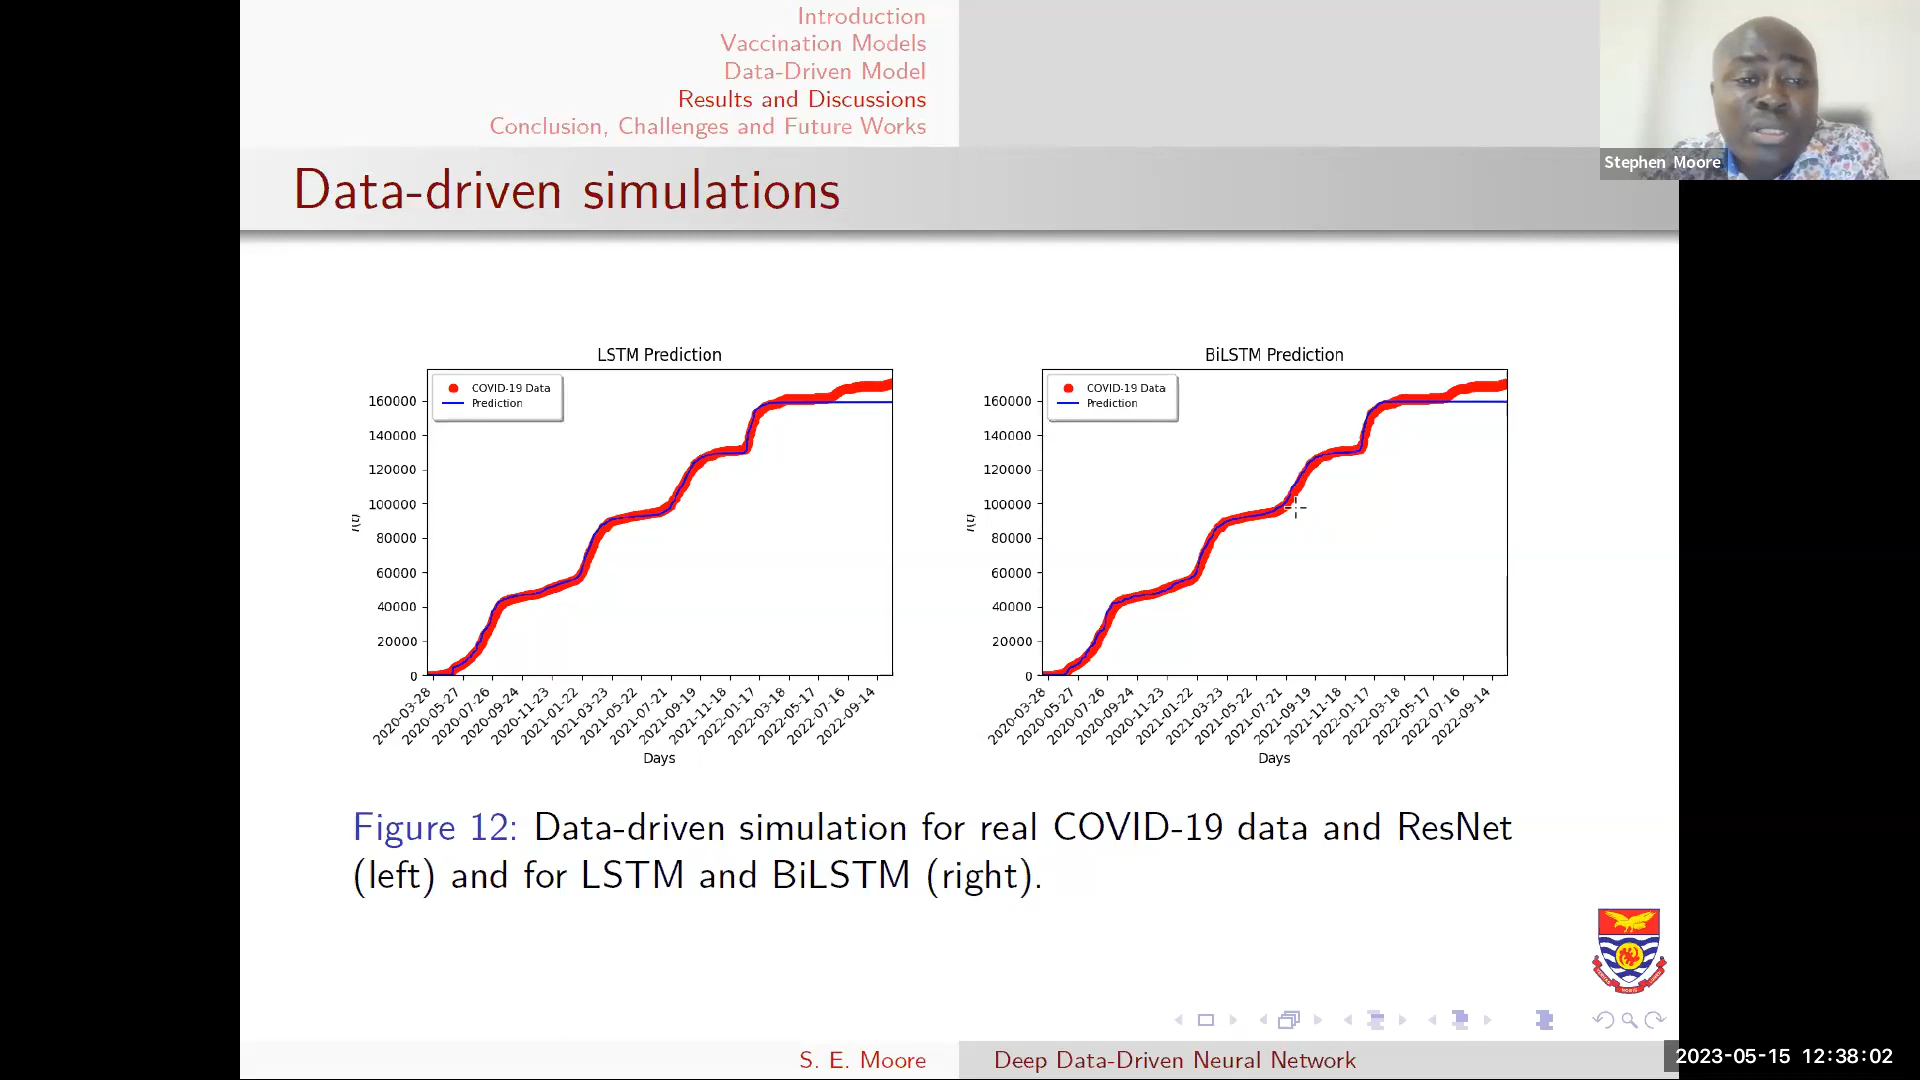 Introduction
Vaccination Models
Data-Driven Model
Results and Discussions
Conclusion, Challenges and Future Works
Stephen Moore
Data-driven simulations
LSTM Prediction
COVID-19 Data
Prediction
160000
140000
120000
100000
80000
60000
40000
20000
0
I(t)
2020-03-28
2020-05-27
2020-07-26
2020-09-24
2020-11-23
2021-01-22
2021-03-23
2021-05-22
2021-07-21
2021-09-19
2021-11-18
2022-01-17
2022-03-18
2022-05-17
2022-07-16
2022-09-14
Days
BiLSTM Prediction
COVID-19 Data
Prediction
160000
140000
120000
100000
80000
60000
40000
20000
0
I(t)
2020-03-28
2020-05-27
2020-07-26
2020-09-24
2020-11-23
2021-01-22
2021-03-23
2021-05-22
2021-07-21
2021-09-19
2021-11-18
2022-01-17
2022-03-18
2022-05-17
2022-07-16
2022-09-14
Days
Figure 12: Data-driven simulation for real COVID-19 data and ResNet
(left) and for LSTM and BiLSTM (right).
S. E. Moore
Deep Data-Driven Neural Network
2023-05-15 12:38:02